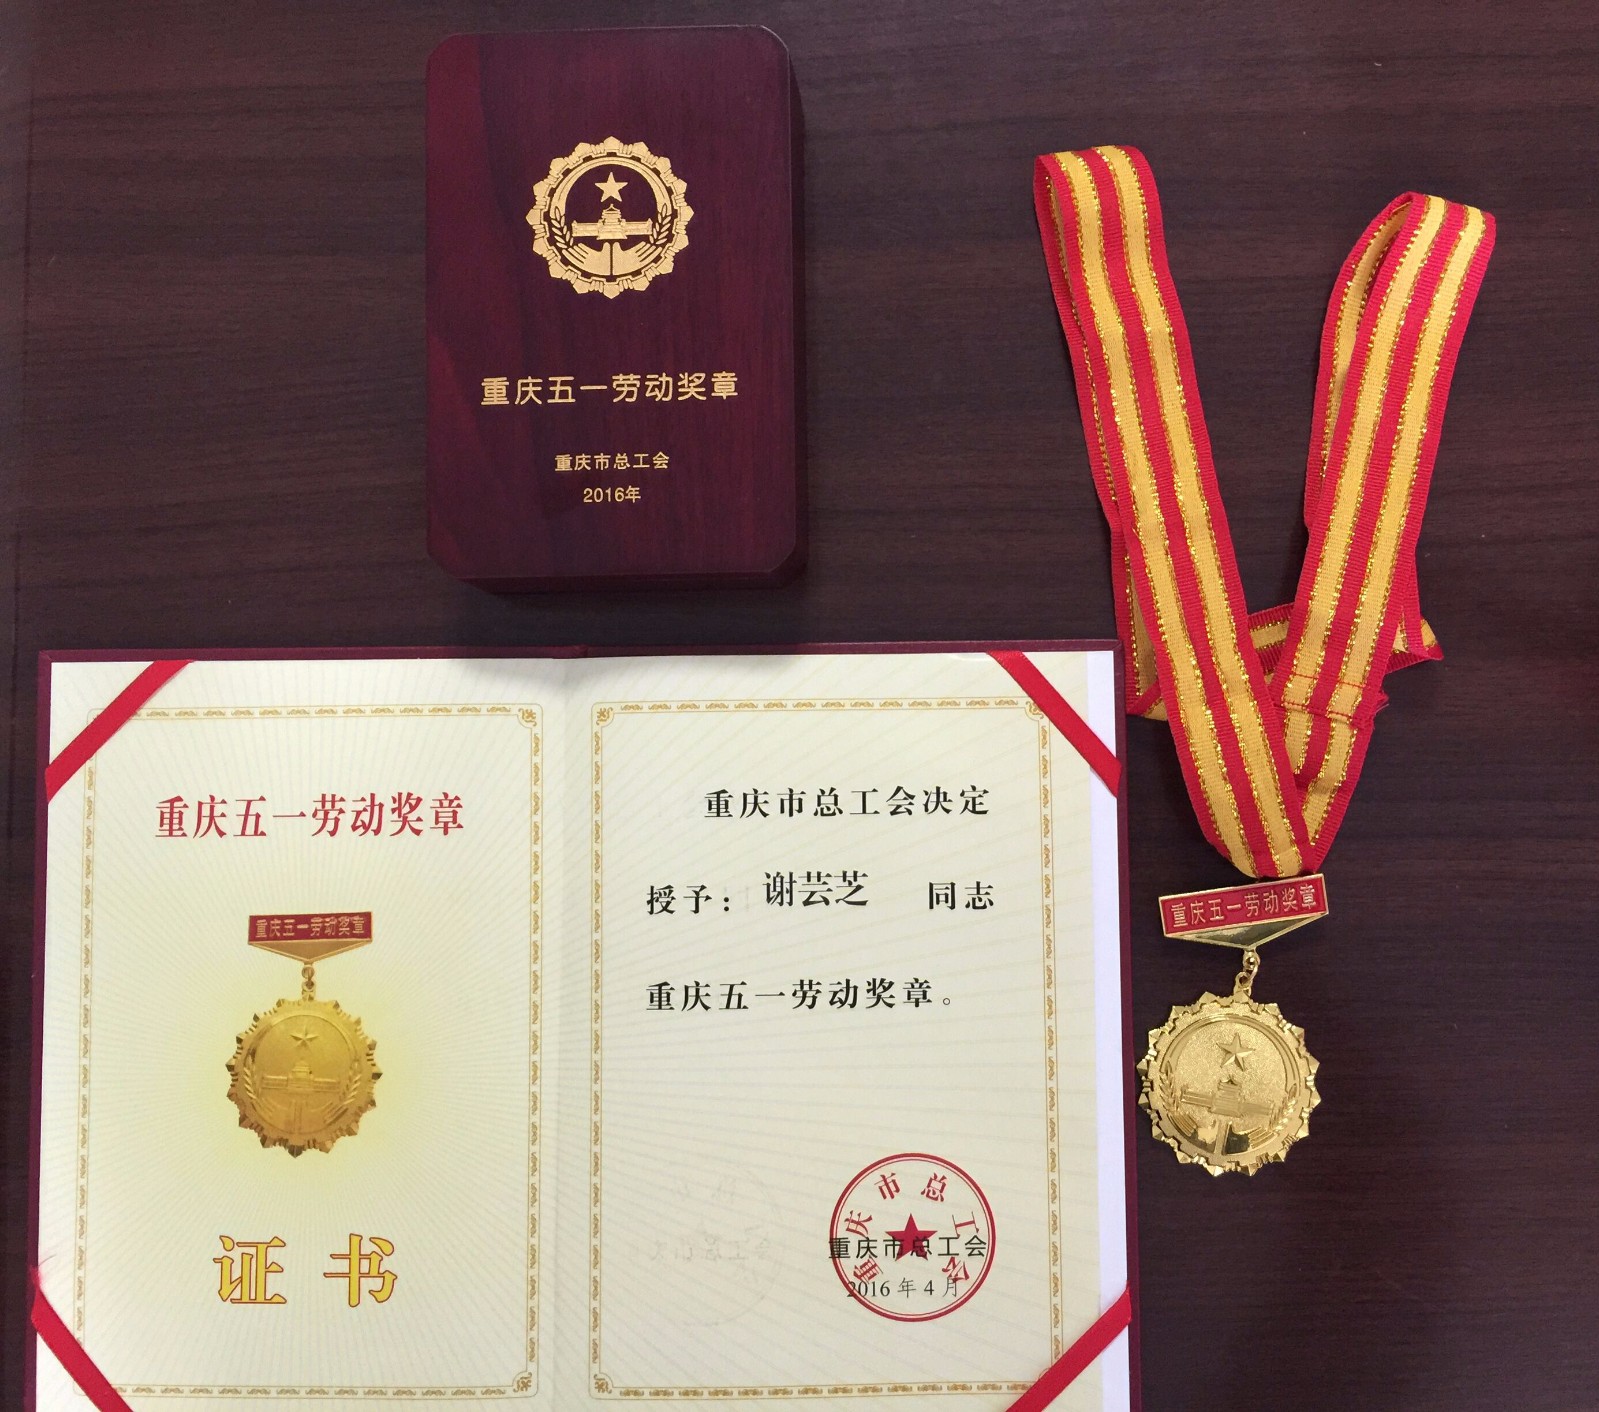 重庆五一劳动奖章
重庆市总工会
2016年
重庆五一劳动奖章
重庆五一劳动奖章
证书
重庆市总工会决定
授予：谢芸芝 同志
重庆五一劳动奖章。
重庆市总工会
重庆市总工会
2016年4月
重庆五一劳动奖章